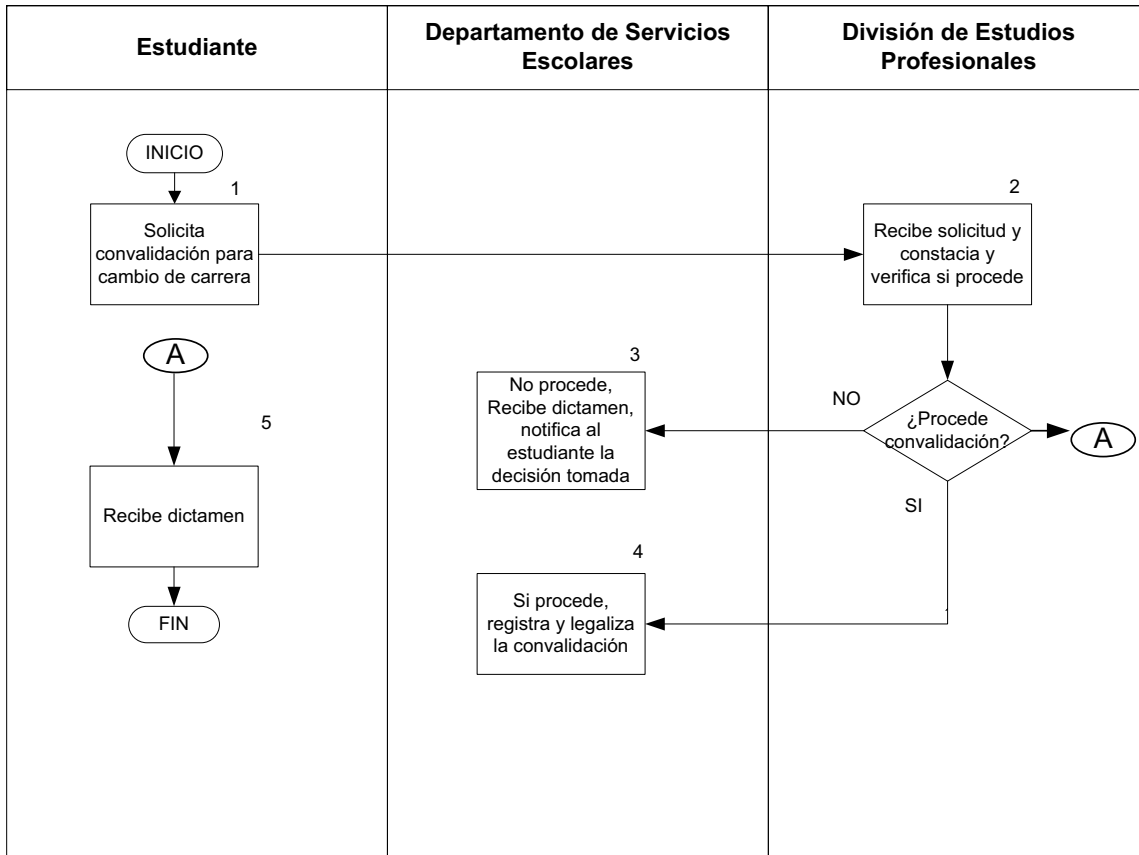 Estudiante
Departamento de Servicios
Escolares
División de Estudios
Profesionales
INICIO
1
Solicita
convalidación para
cambio de carrera
2
Recibe solicitud y
constacia y
verifica si procede
A
3
No procede,
Recibe dictamen,
notifica al
estudiante la
decisión tomada
NO
¿Procede
convalidación?
A
SI
5
Recibe dictamen
FIN
4
Si procede,
registra y legaliza
la convalidación